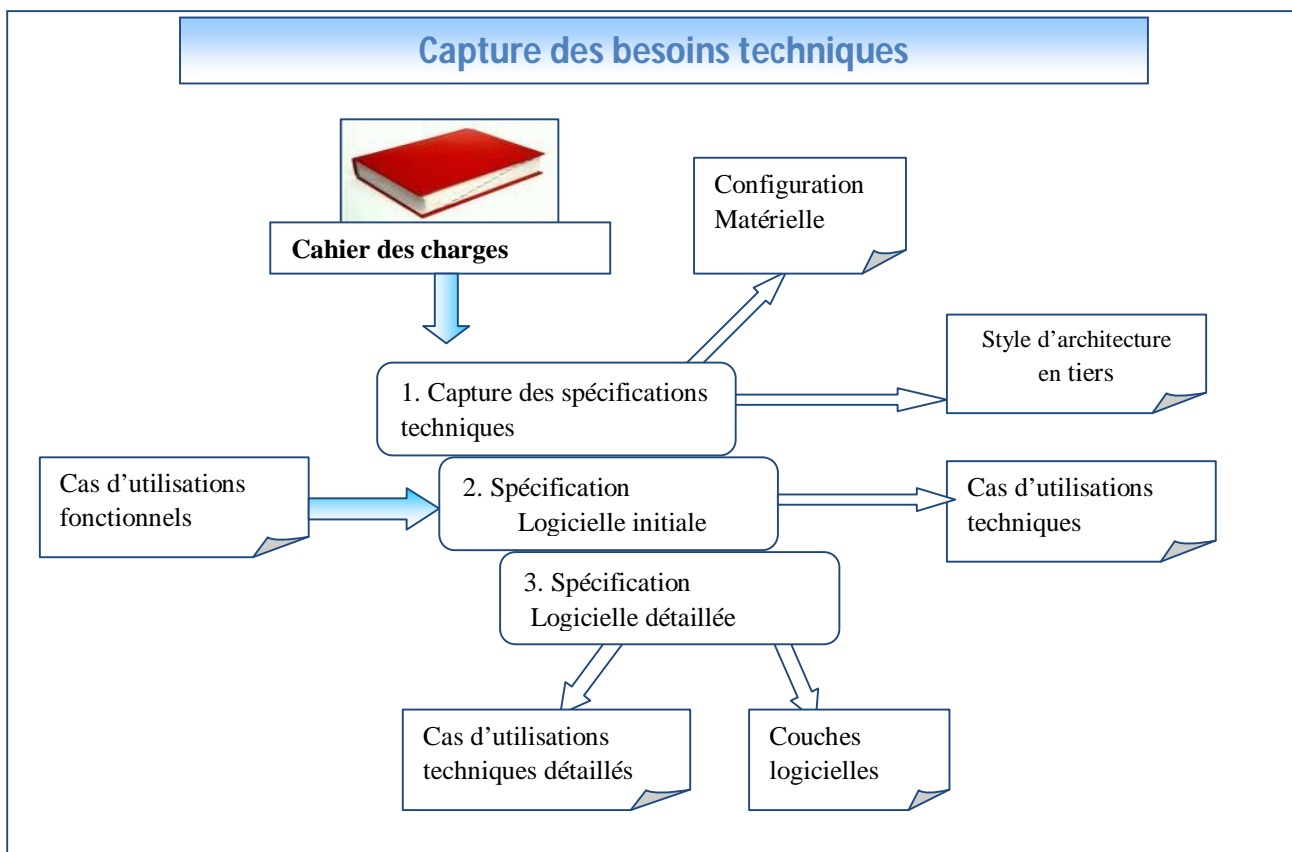 Capture des besoins techniques
Cahier des charges
Configuration
Matérielle
Style d’architecture
en tiers
1. Capture des spécifications
techniques
Cas d’utilisations
fonctionnels
2. Spécification
Logicielle initiale
Cas d’utilisations
techniques
3. Spécification
Logicielle détaillée
Cas d’utilisations
techniques détaillés
Couches
logicielles